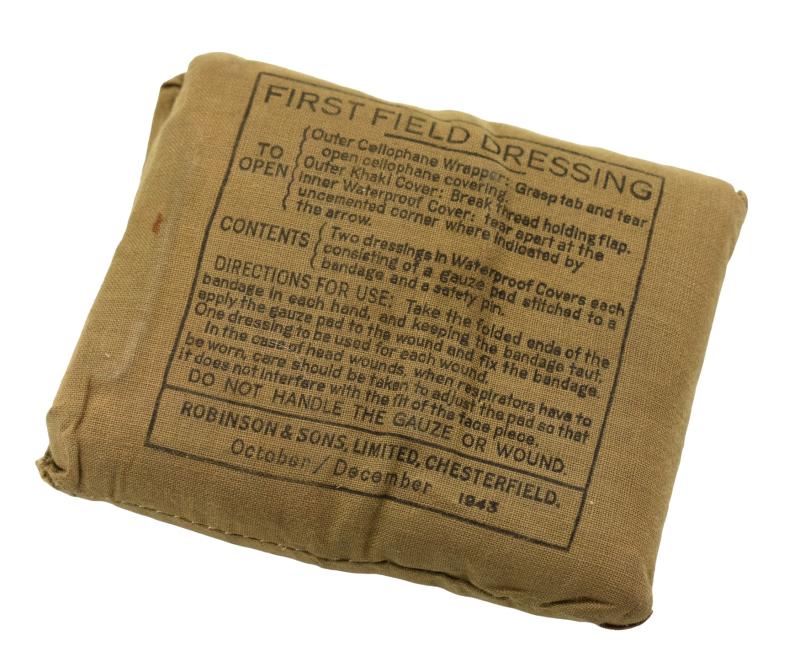 FIRST FIELD DRESSING
TO OPEN
Outer Cellophane Wrapper: Grasp tab and tear
open cellophane covering.
Outer Khaki Cover: Break thread holding flap.
Inner Waterproof Cover: tear apart at the
uncemented corner where indicated by
the arrow.
CONTENTS
Two dressings in Waterproof Covers each
consisting of a gauze pad stitched to a
bandage and a safety pin.
DIRECTIONS FOR USE: Take the folded ends of the
bandage in each hand, and keeping the bandage taut,
apply the gauze pad to the wound and fix the bandage.
One dressing to be used for each wound.
In the case of head wounds, when respirators have to
be worn, care should be taken to adjust the pad so that
it does not interfere with the fit of the face piece.
DO NOT HANDLE THE GAUZE OR WOUND
ROBINSON & SONS, LIMITED, CHESTERFIELD.
October/December 1943